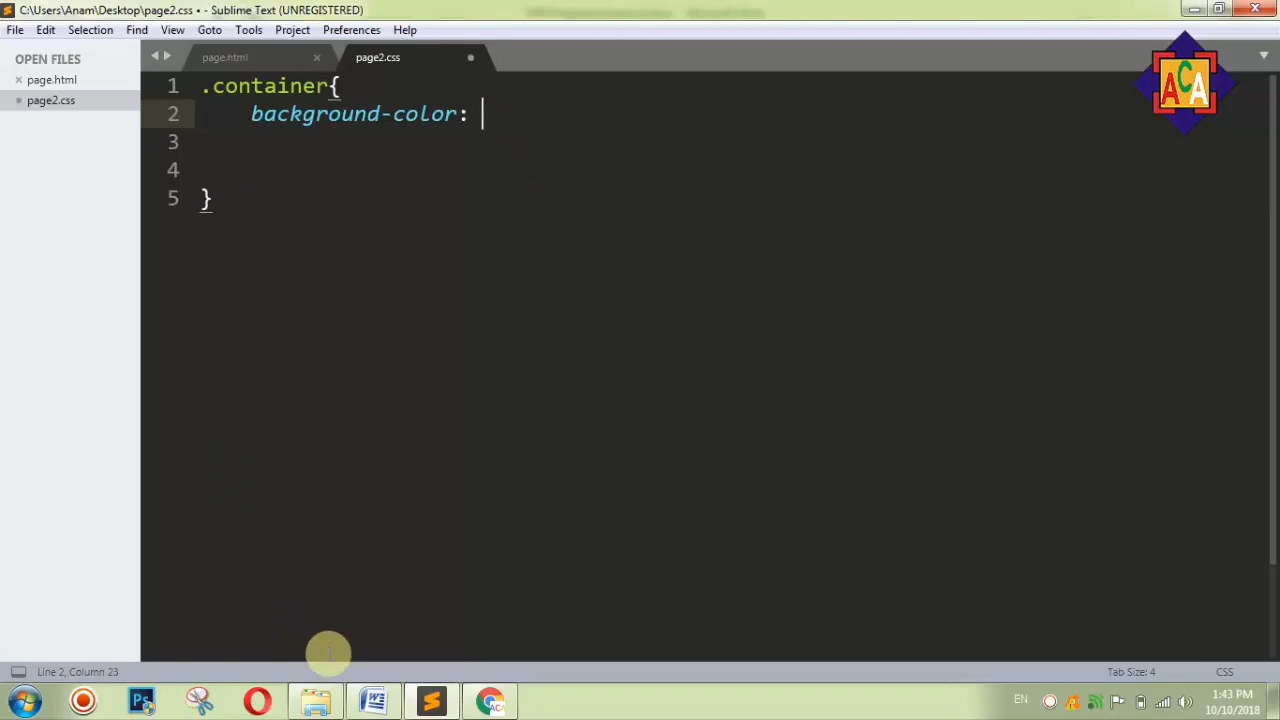 C:\Users\Anam\Desktop\page2.css • - Sublime Text (UNREGISTERED)
File Edit Selection Find View Goto Tools Project Preferences Help
OPEN FILES
page.html
page2.css
page.html
page2.css
ACA
1 .container{
2 background-color:
3
4
5 }
Line 2, Column 23
Tab Size: 4
CSS
Ps
W
ACA
EN
1:43 PM
10/10/2018